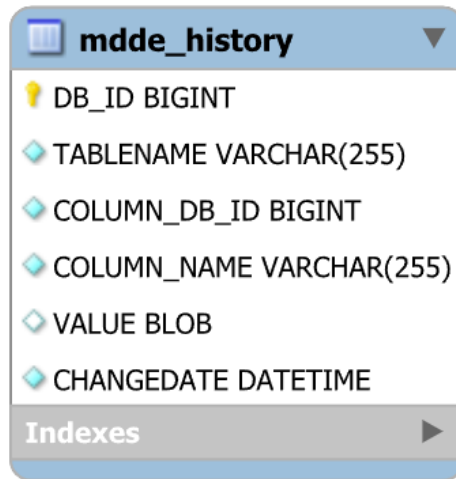 mdde_history
DB_ID BIGINT
TABLENAME VARCHAR(255)
COLUMN_DB_ID BIGINT
COLUMN_NAME VARCHAR(255)
VALUE BLOB
CHANGEDATE DATETIME
Indexes